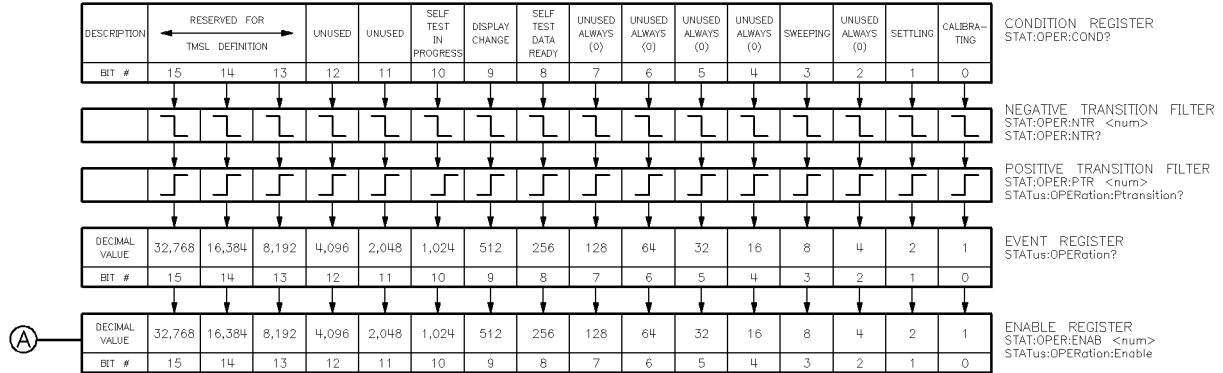 DESCRIPTION
RESERVED FOR
TMSL DEFINITION
UNUSED
UNUSED
SELF
TEST
IN
PROGRESS
DISPLAY
CHANGE
SELF
TEST
DATA
READY
UNUSED
ALWAYS
(0)
UNUSED
ALWAYS
(0)
UNUSED
ALWAYS
(0)
UNUSED
ALWAYS
(0)
SWEEPING
UNUSED
ALWAYS
(0)
SETTLING
CALIBRA-
TING
CONDITION REGISTER
STAT:OPER:COND?
BIT # 15 14 13 12 11 10 9 8 7 6 5 4 3 2 1 0
NEGATIVE TRANSITION FILTER
STAT:OPER:NTR <num>
STAT:OPER:NTR?
POSITIVE TRANSITION FILTER
STAT:OPER:PTR <num>
STATus:OPERation:Ptransition?
DECIMAL
VALUE
32,768 16,384 8,192 4,096 2,048 1,024 512 256 128 64 32 16 8 4 2 1
EVENT REGISTER
STATus:OPERation?
BIT # 15 14 13 12 11 10 9 8 7 6 5 4 3 2 1 0
A
DECIMAL
VALUE
32,768 16,384 8,192 4,096 2,048 1,024 512 256 128 64 32 16 8 4 2 1
ENABLE REGISTER
STAT:OPER:ENAB <num>
STATus:OPERation:Enable
BIT # 15 14 13 12 11 10 9 8 7 6 5 4 3 2 1 0